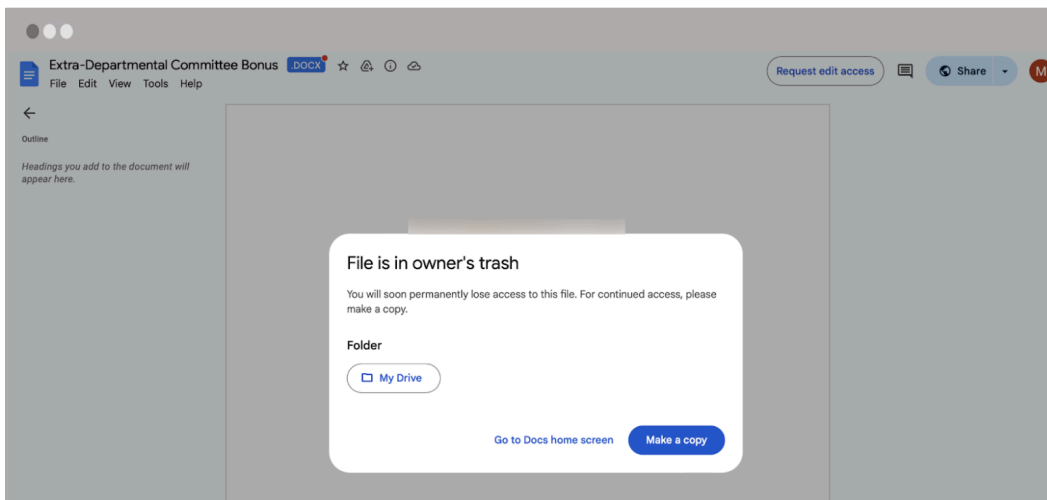 Extra-Departmental Committee Bonus .DOCX
File Edit View Tools Help
Request edit access
Share
M
Outline
Headings you add to the document will
appear here.
File is in owner's trash
You will soon permanently lose access to this file. For continued access, please
make a copy.
Folder
My Drive
Go to Docs home screen Make a copy